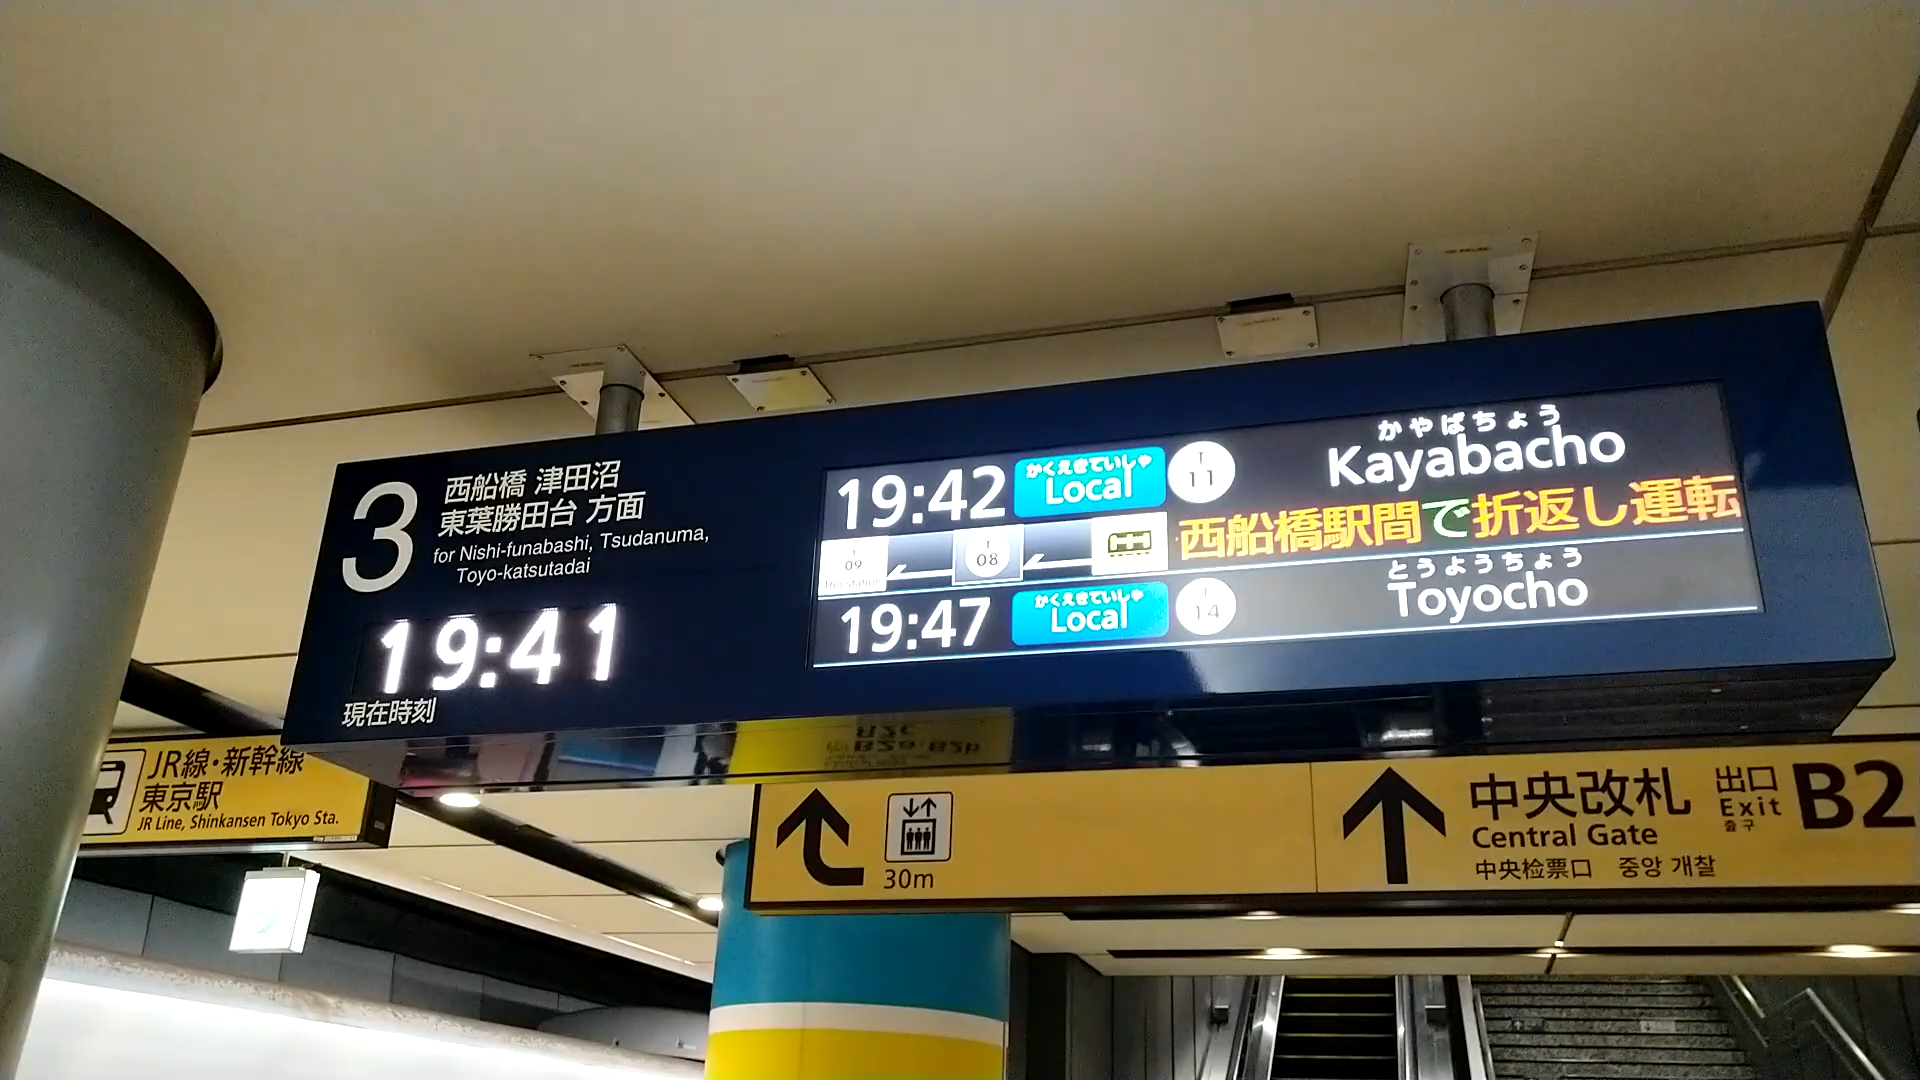 3
西船橋 津田沼
東葉勝田台 方面
for Nishi-funabashi, Tsudanuma,
Toyo-katsutadai
19:41
現在時刻
19:42 かくえきていしゃ Local T 11 かやばちょう Kayabacho
T 09
This station
T 08
西船橋駅間で折返し運転
19:47 かくえきていしゃ Local T 14 とうようちょう Toyocho
JR線・新幹線
東京駅
JR Line, Shinkansen Tokyo Sta.
30m
中央改札
Central Gate
中央检票口 중앙 개찰
出口
Exit
출구
B2